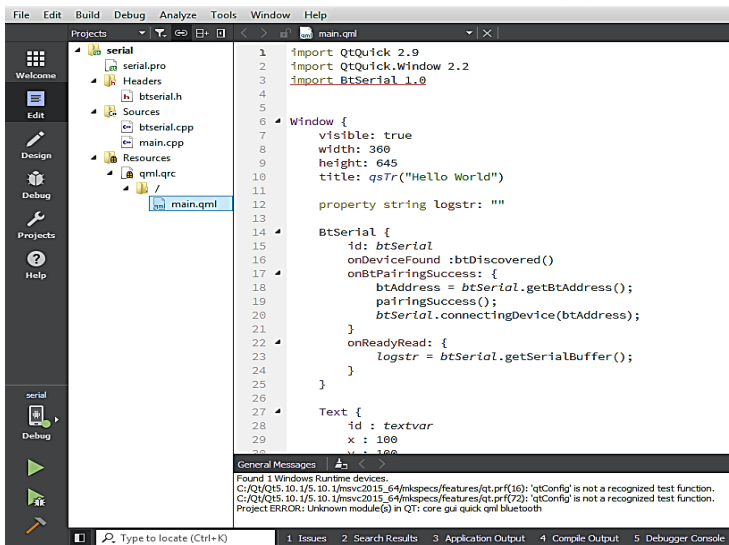 File Edit Build Debug Analyze Tools Window Help
Projects
main.qml
Welcome
Edit
Design
Debug
Projects
Help
serial
Debug
serial
serial.pro
Headers
btserial.h
Sources
btserial.cpp
main.cpp
Resources
qml.qrc
/
main.qml
1 import QtQuick 2.9
2 import QtQuick.Window 2.2
3 import BtSerial 1.0
4
5
6 Window {
7 visible: true
8 width: 360
9 height: 645
10 title: qsTr("Hello World")
11
12 property string logstr: ""
13
14 BtSerial {
15 id: btSerial
16 onDeviceFound :btDiscovered()
17 onBtPairingSuccess: {
18 btAddress = btSerial.getBtAddress();
19 pairingSuccess();
20 btSerial.connectingDevice(btAddress);
21 }
22 onReadyRead: {
23 logstr = btSerial.getSerialBuffer();
24 }
25 }
26
27 Text {
28 id : textvar
29 x : 100
General Messages
Found 1 Windows Runtime devices.
C:/Qt/Qt5.10.1/5.10.1/msvc2015_64/mkspecs/features/qt.prf(16): 'qtConfig' is not a recognized test function.
C:/Qt/Qt5.10.1/5.10.1/msvc2015_64/mkspecs/features/qt.prf(72): 'qtConfig' is not a recognized test function.
Project ERROR: Unknown module(s) in QT: core gui quick qml bluetooth
Type to locate (Ctrl+K)
1 Issues 2 Search Results 3 Application Output 4 Compile Output 5 Debugger Console